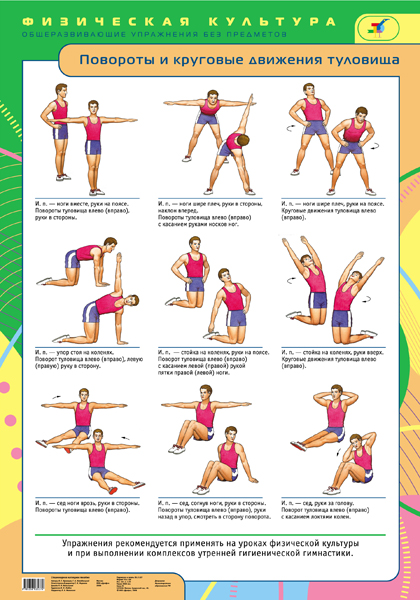 ФИЗИЧЕСКАЯ КУЛЬТУРА
ОБЩЕРАЗВИВАЮЩИЕ УПРАЖНЕНИЯ БЕЗ ПРЕДМЕТОВ
Повороты и круговые движения туловища
И. п. — ноги вместе, руки на поясе.
Повороты туловища влево (вправо),
руки в стороны.
И. п. — ноги шире плеч, руки в стороны,
наклон вперед.
Повороты туловища влево (вправо)
с касанием руками носков ног.
И. п. — ноги шире плеч, руки на поясе.
Круговые движения туловища влево
(вправо).
И. п. — упор стоя на коленях.
Поворот туловища влево (вправо), левую
(правую) руку в сторону.
И. п. — стойка на коленях, руки на поясе.
Поворот туловища влево (вправо)
с касанием левой (правой) рукой
пятки правой (левой) ноги.
И. п. — стойка на коленях, руки вверх.
Круговые движения туловища влево
(вправо).
И. п. — сед ноги врозь, руки в стороны.
Повороты туловища влево (вправо).
И. п. — сед, согнув ноги, руки в стороны.
Поворот туловища влево (вправо), руки
назад в упор, смотреть в сторону поворота.
И. п. — сед, руки за голову.
Поворот туловища влево (вправо)
с касанием локтями колен.
Упражнения рекомендуется применять на уроках физической культуры
и при выполнении комплексов утренней гигиенической гимнастики.